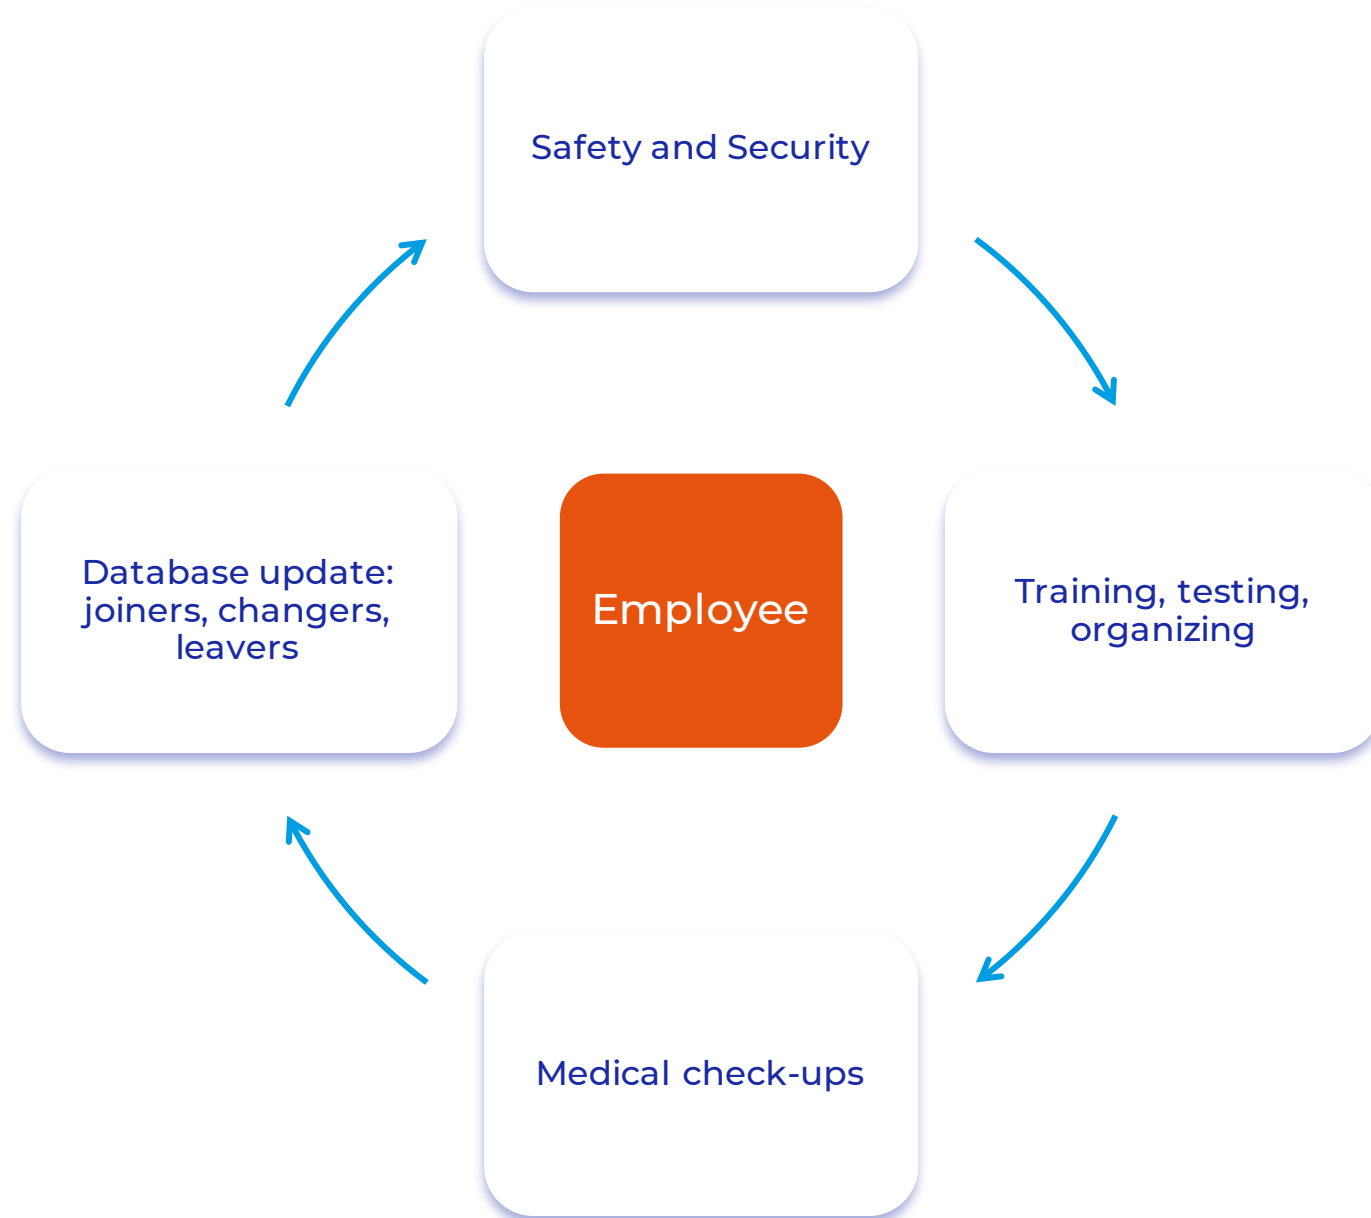 Safety and Security
Database update:
joiners, changers,
leavers
Employee
Training, testing,
organizing
Medical check-ups